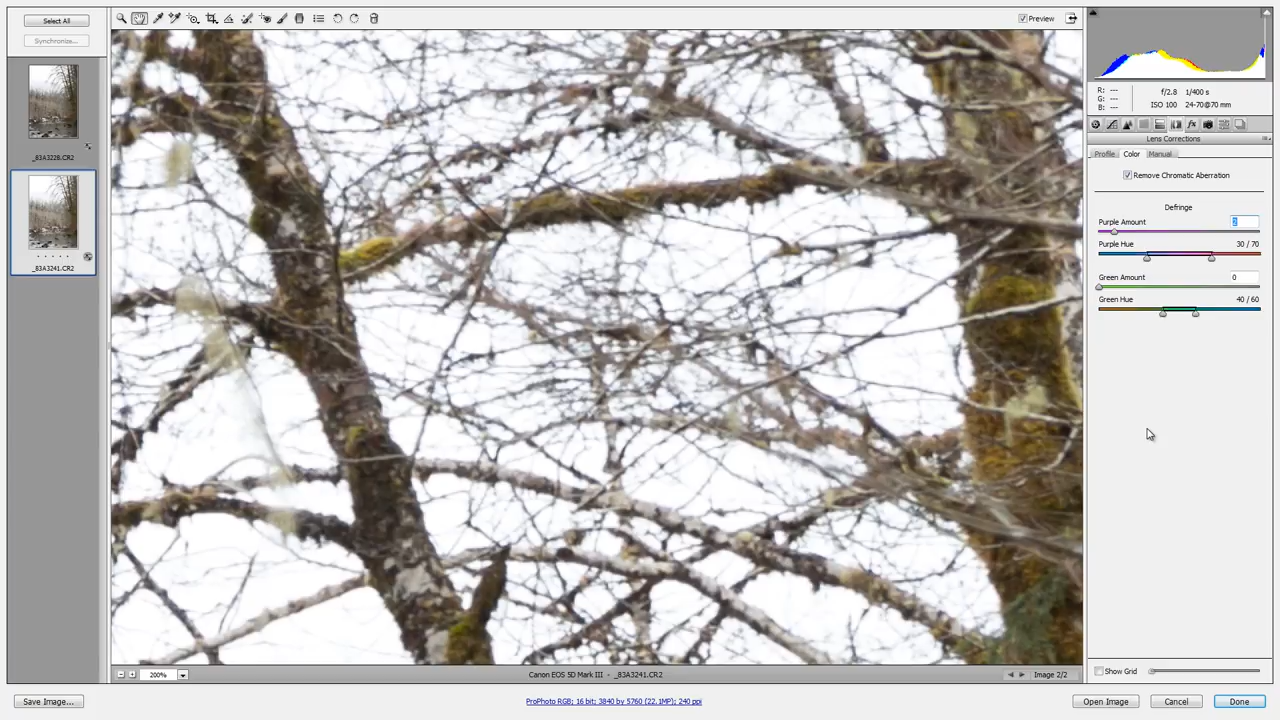 Select All
Synchronize...
_83A3228.CR2
_83A3241.CR2
Preview
R: ---
G: ---
B: ---
f/2.8 1/400 s
ISO 100 24-70@70 mm
Lens Corrections
Profile Color Manual
Remove Chromatic Aberration
Defringe
Purple Amount 2
Purple Hue 30 / 70
Green Amount 0
Green Hue 40 / 60
200%
Canon EOS 5D Mark III - _83A3241.CR2
Image 2/2
Show Grid
Save Image...
ProPhoto RGB; 16 bit; 3840 by 5760 (22.1MP); 240 ppi
Open Image
Cancel
Done